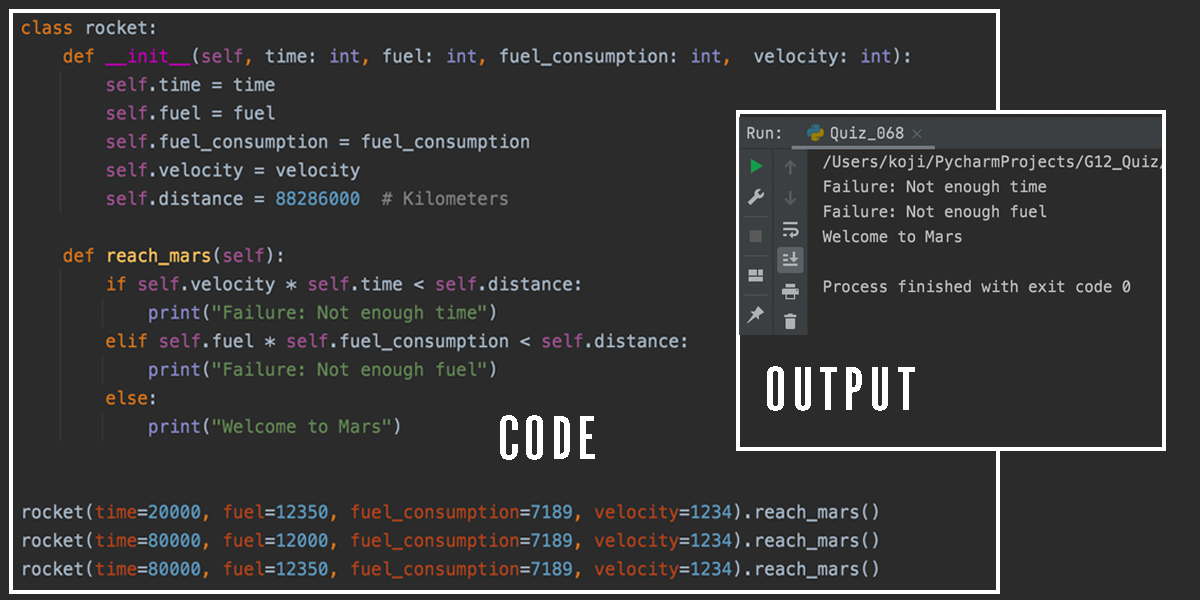 class rocket:
    def __init__(self, time: int, fuel: int, fuel_consumption: int,  velocity: int):
        self.time = time
        self.fuel = fuel
        self.fuel_consumption = fuel_consumption
        self.velocity = velocity
        self.distance = 88286000  # Kilometers

    def reach_mars(self):
        if self.velocity * self.time < self.distance:
            print("Failure: Not enough time")
        elif self.fuel * self.fuel_consumption < self.distance:
            print("Failure: Not enough fuel")
        else:
            print("Welcome to Mars")

CODE

rocket(time=20000, fuel=12350, fuel_consumption=7189, velocity=1234).reach_mars()
rocket(time=80000, fuel=12000, fuel_consumption=7189, velocity=1234).reach_mars()
rocket(time=80000, fuel=12350, fuel_consumption=7189, velocity=1234).reach_mars()

Run: Quiz_068 ×
/Users/koji/PycharmProjects/G12_Quiz/
Failure: Not enough time
Failure: Not enough fuel
Welcome to Mars

Process finished with exit code 0

OUTPUT